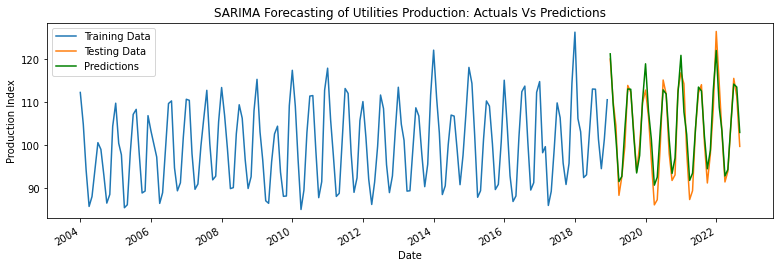 SARIMA Forecasting of Utilities Production: Actuals Vs Predictions
Training Data
Testing Data
Predictions
Production Index
120
110
100
90
2004
2006
2008
2010
2012
2014
2016
2018
2020
2022
Date